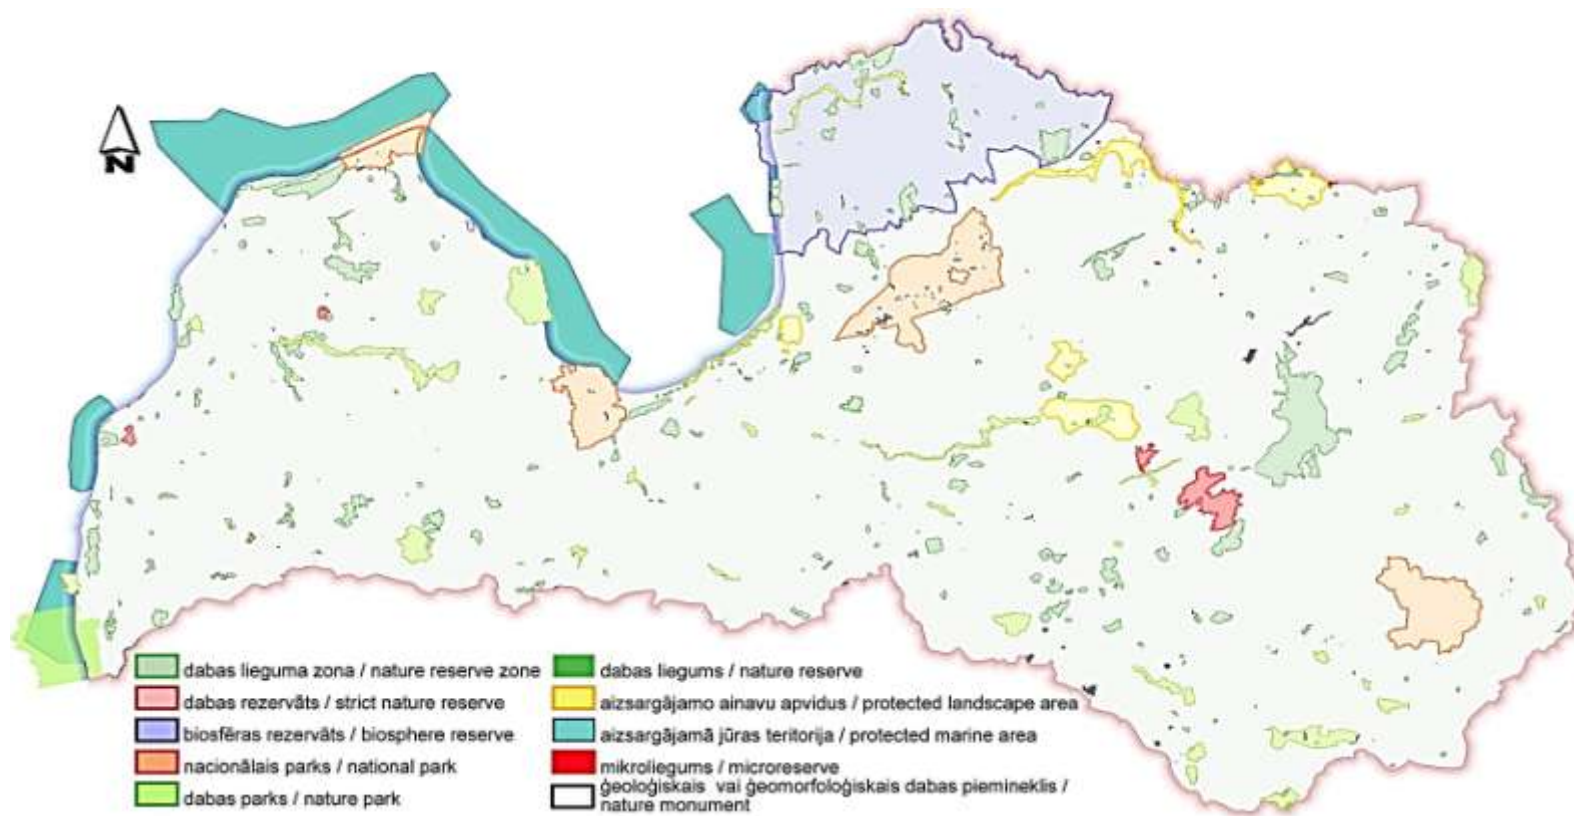 N
dabas lieguma zona / nature reserve zone
dabas rezervāts / strict nature reserve
biosfēras rezervāts / biosphere reserve
nacionālais parks / national park
dabas parks / nature park
dabas liegums / nature reserve
aizsargājamo ainavu apvidus / protected landscape area
aizsargājamā jūras teritorija / protected marine area
mikroliegums / microreserve
ģeoloģiskais vai ģeomorfoloģiskais dabas piemineklis /
nature monument